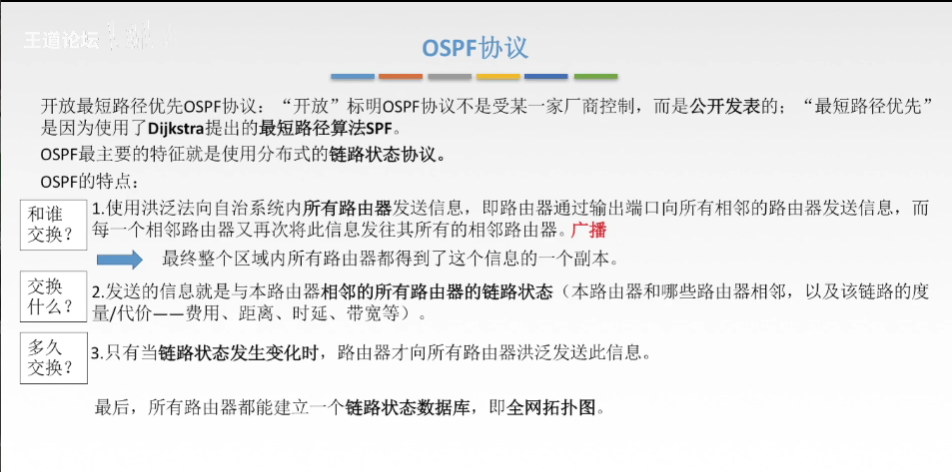 王道论坛
OSPF协议
开放最短路径优先OSPF协议：“开放”标明OSPF协议不是受某一家厂商控制，而是公开发表的；“最短路径优先”
是因为使用了Dijkstra提出的最短路径算法SPF。
OSPF最主要的特征就是使用分布式的链路状态协议。
OSPF的特点：
和谁
交换？
1.使用洪泛法向自治系统内所有路由器发送信息，即路由器通过输出端口向所有相邻的路由器发送信息，而
每一个相邻路由器又再次将此信息发往其所有的相邻路由器。广播
最终整个区域内所有路由器都得到了这个信息的一个副本。
交换
什么？
2.发送的信息就是与本路由器相邻的所有路由器的链路状态（本路由器和哪些路由器相邻，以及该链路的度
量/代价——费用、距离、时延、带宽等）。
多久
交换？
3.只有当链路状态发生变化时，路由器才向所有路由器洪泛发送此信息。
最后，所有路由器都能建立一个链路状态数据库，即全网拓扑图。